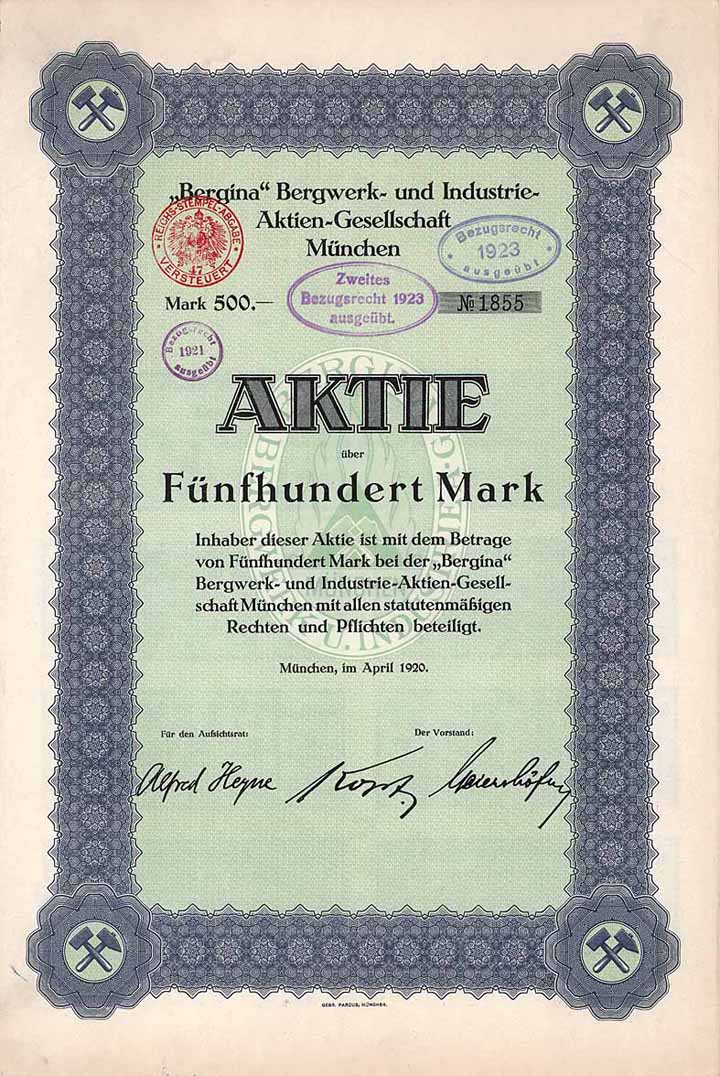 „Bergina“ Bergwerk- und Industrie-
Aktien-Gesellschaft
München
REICHS-STEMPELABGABE
47
VERSTEUERT
Bezugsrecht
1923
ausgeübt
Zweites
Bezugsrecht 1923
ausgeübt.
Mark 500.—
№ 1855
Bezugsrecht
1921
ausgeübt
AKTIE
über
Fünfhundert Mark
Inhaber dieser Aktie ist mit dem Betrage
von Fünfhundert Mark bei der „Bergina“
Bergwerk- und Industrie-Aktien-Gesell-
schaft München mit allen statutenmäßigen
Rechten und Pflichten beteiligt.
München, im April 1920.
Für den Aufsichtsrat:
Der Vorstand:
Alfred Heyne
GEBR. PARCUS, MÜNCHEN.